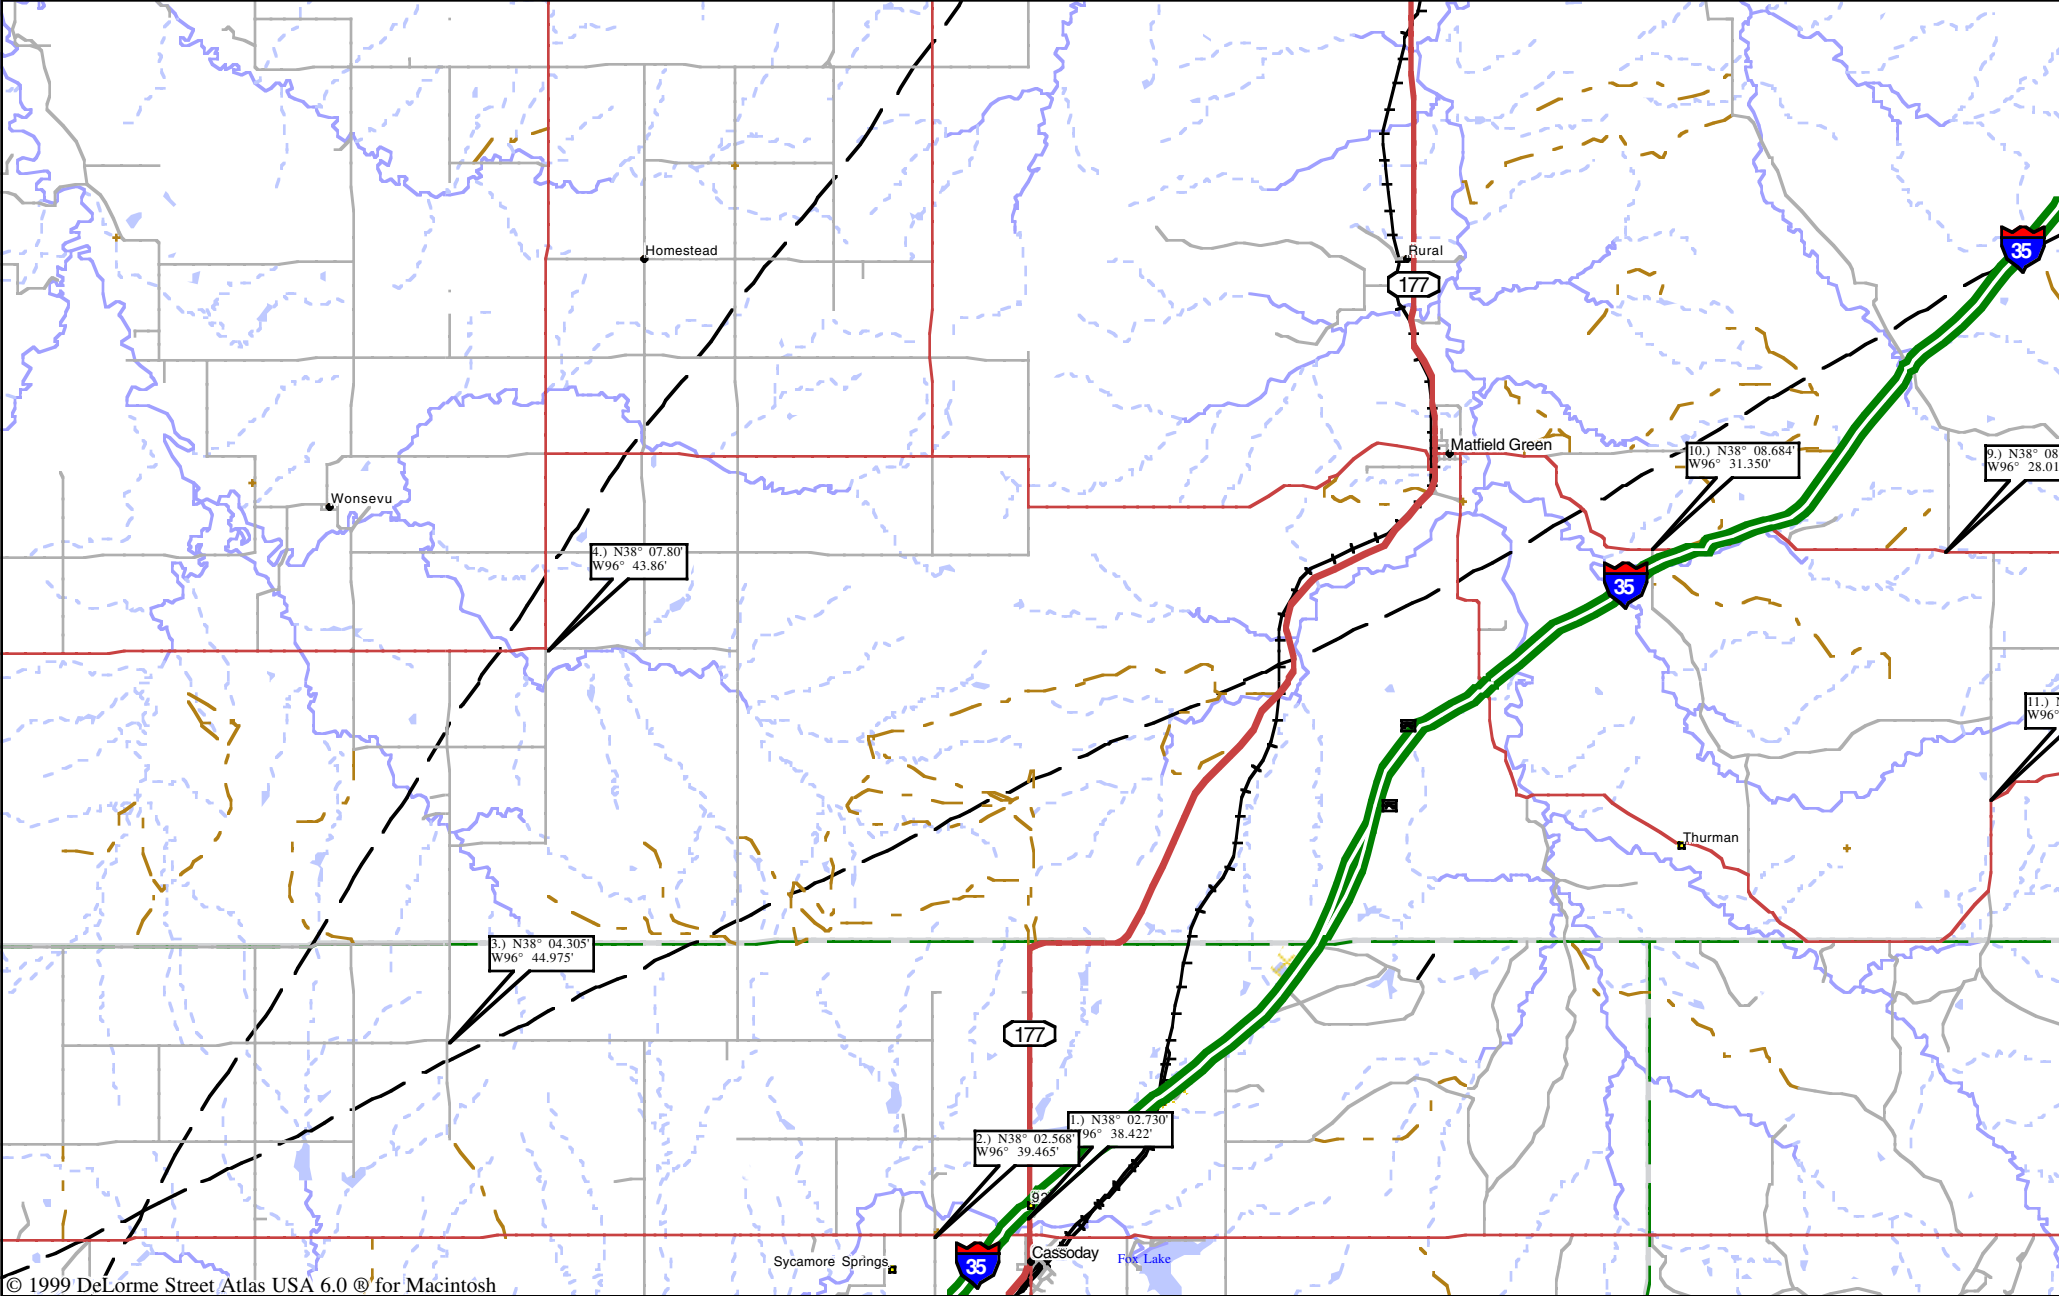 35
Homestead
Rural
177
Matfield Green
10.) N38° 08.684'
W96° 31.350'
9.) N38° 08
W96° 28.01
Wonsevu
4.) N38° 07.80'
W96° 43.86'
35
11.) N
W96°
Thurman
3.) N38° 04.305'
W96° 44.975'
177
1.) N38° 02.730'
96° 38.422'
2.) N38° 02.568'
W96° 39.465'
92
Cassoday
Sycamore Springs
35
Fox Lake
© 1999 DeLorme Street Atlas USA 6.0 ® for Macintosh